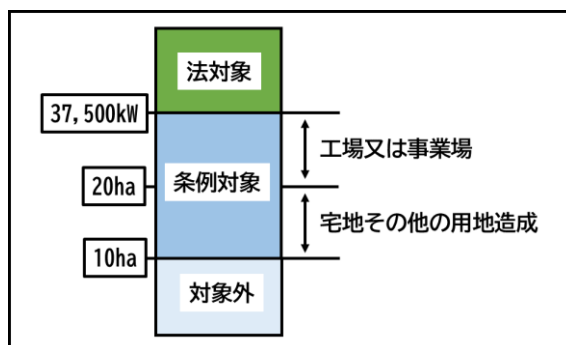 法対象
37,500kW
工場又は事業場
20ha
条例対象
宅地その他の用地造成
10ha
対象外